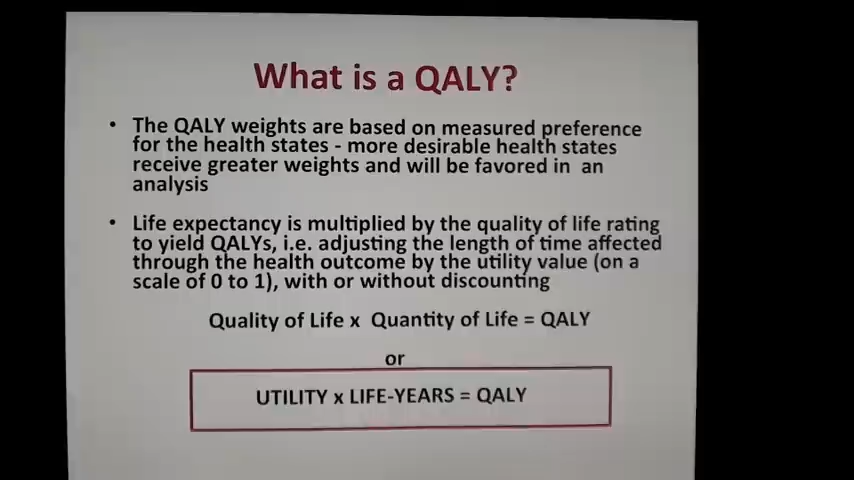 What is a QALY?
• The QALY weights are based on measured preference
for the health states - more desirable health states
receive greater weights and will be favored in an
analysis
• Life expectancy is multiplied by the quality of life rating
to yield QALYs, i.e. adjusting the length of time affected
through the health outcome by the utility value (on a
scale of 0 to 1), with or without discounting
Quality of Life x Quantity of Life = QALY
or
UTILITY x LIFE-YEARS = QALY